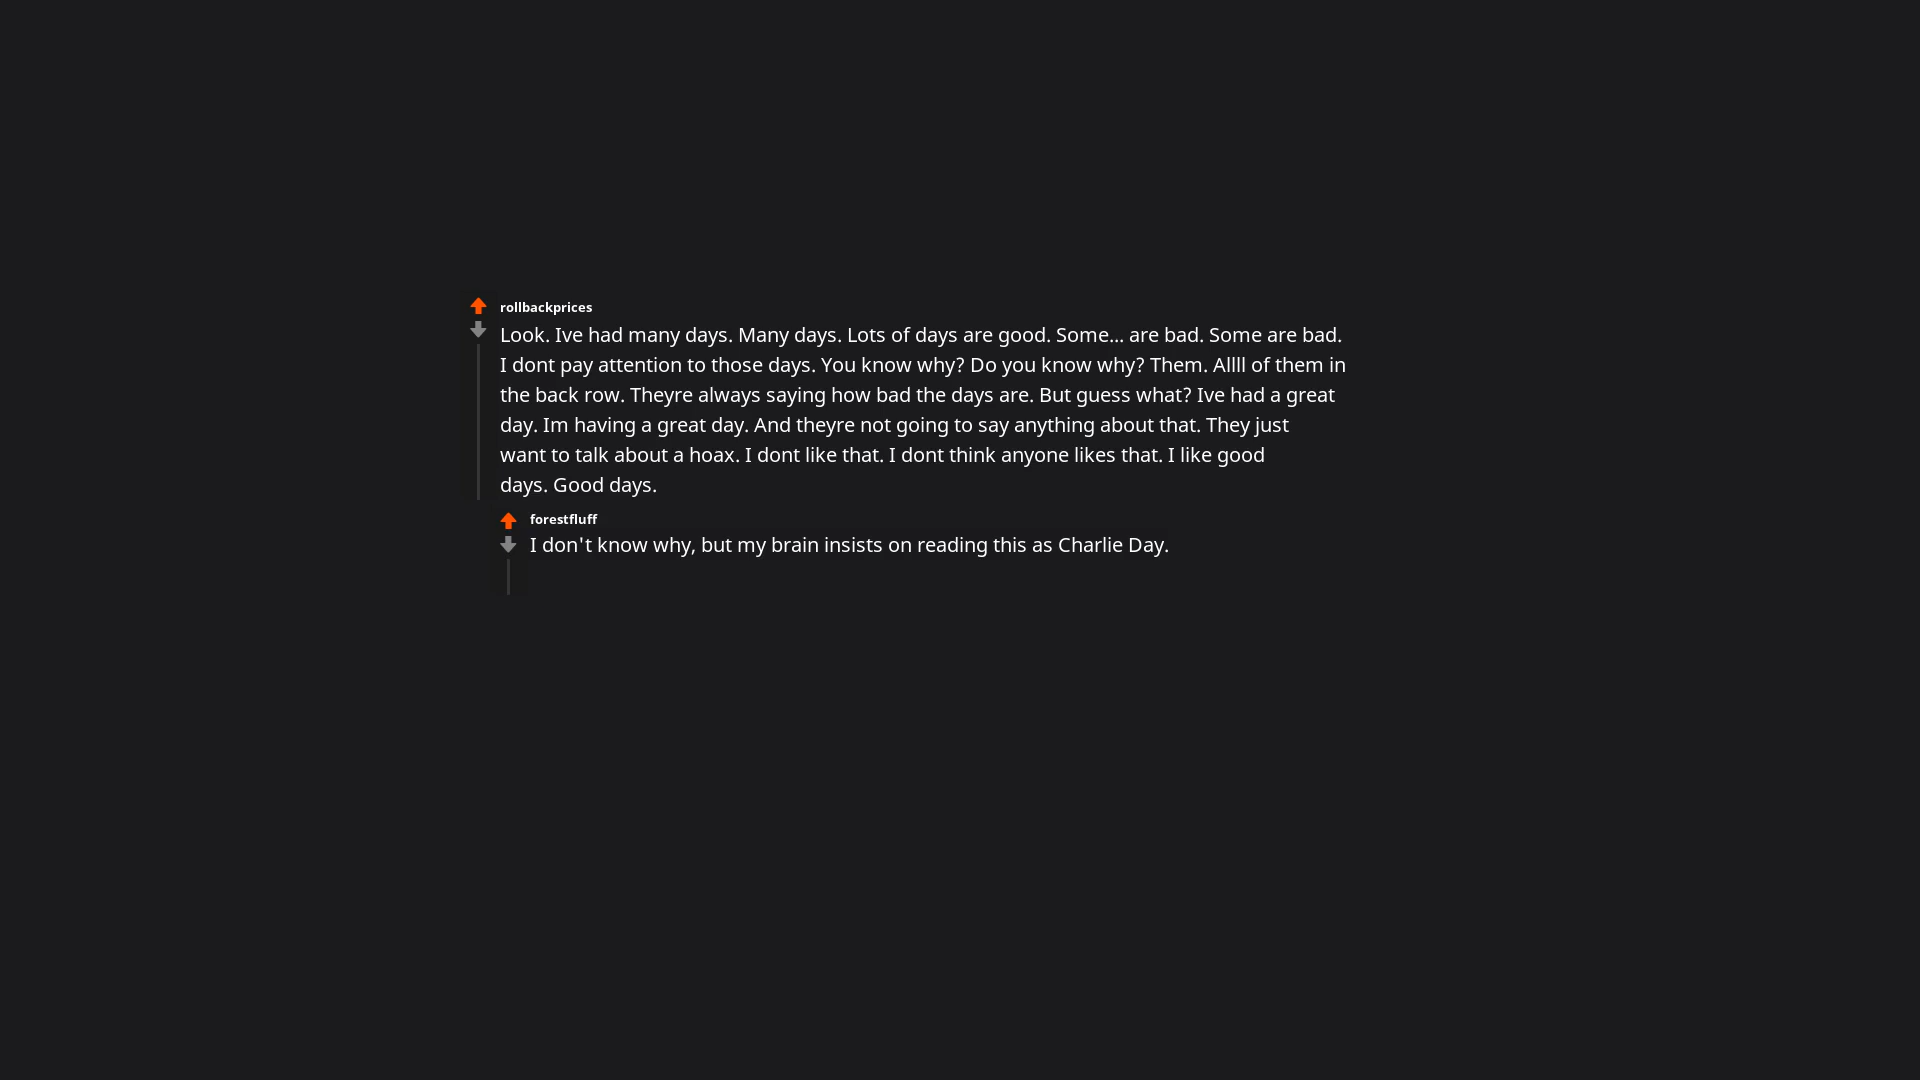 rollbackprices
Look. Ive had many days. Many days. Lots of days are good. Some... are bad. Some are bad.
I dont pay attention to those days. You know why? Do you know why? Them. Allll of them in
the back row. Theyre always saying how bad the days are. But guess what? Ive had a great
day. Im having a great day. And theyre not going to say anything about that. They just
want to talk about a hoax. I dont like that. I dont think anyone likes that. I like good
days. Good days.
forestfluff
I don't know why, but my brain insists on reading this as Charlie Day.